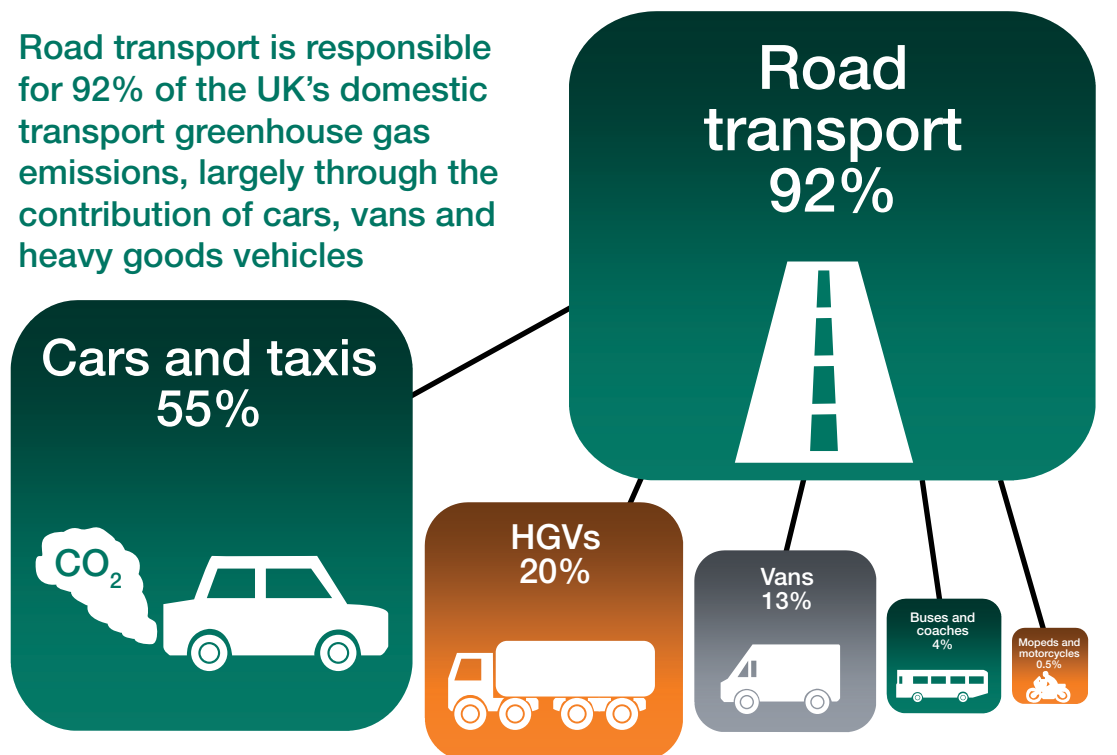 Road transport is responsible
for 92% of the UK’s domestic
transport greenhouse gas
emissions, largely through the
contribution of cars, vans and
heavy goods vehicles
Road
transport
92%
Cars and taxis
55%
CO₂
HGVs
20%
Vans
13%
Buses and
coaches
4%
Mopeds and
motorcycles
0.5%